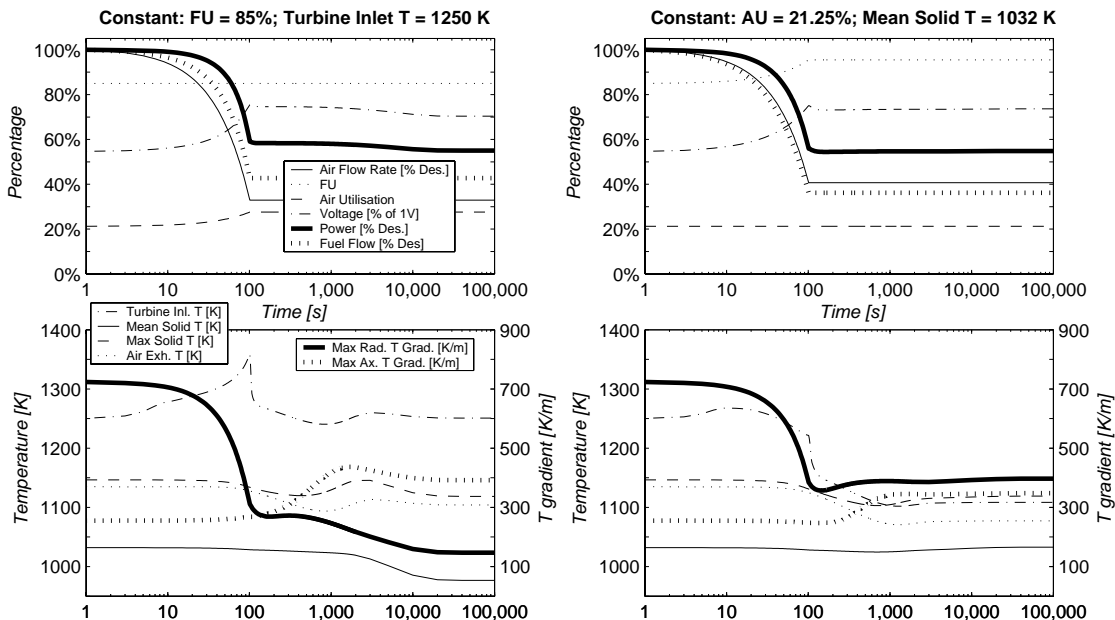 Constant: FU = 85%; Turbine Inlet T = 1250 K
100%
80%
60%
40%
20%
0%
Percentage
Air Flow Rate [% Des.]
FU
Air Utilisation
Voltage [% of 1V]
Power [% Des.]
Fuel Flow [% Des]
1 10 100 1,000 10,000 100,000
Time [s]
Constant: AU = 21.25%; Mean Solid T = 1032 K
100%
80%
60%
40%
20%
0%
Percentage
1 10 100 1,000 10,000 100,000
Time [s]
Turbine Inl. T [K]
Mean Solid T [K]
Max Solid T [K]
Air Exh. T [K]
Max Rad. T Grad. [K/m]
Max Ax. T Grad. [K/m]
1400
1300
1200
1100
1000
Temperature [K]
900
700
500
300
100
T gradient [K/m]
1 10 100 1,000 10,000 100,000
1400
1300
1200
1100
1000
Temperature [K]
900
700
500
300
100
T gradient [K/m]
1 10 100 1,000 10,000 100,000